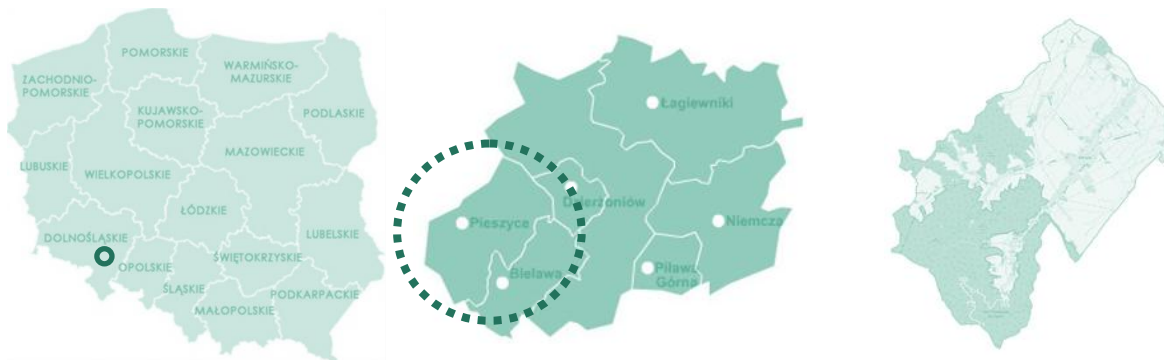 POMORSKIE
ZACHODNIO-
POMORSKIE
WARMIŃSKO-
MAZURSKIE
KUJAWSKO-
POMORSKIE
PODLASKIE
MAZOWIECKIE
LUBUSKIE
WIELKOPOLSKIE
ŁÓDZKIE
LUBELSKIE
DOLNOŚLĄSKIE
OPOLSKIE
ŚWIĘTOKRZYSKIE
ŚLĄSKIE
PODKARPACKIE
MAŁOPOLSKIE
Łagiewniki
Dzierżoniów
Pieszyce
Niemcza
Bielawa
Piława
Górna